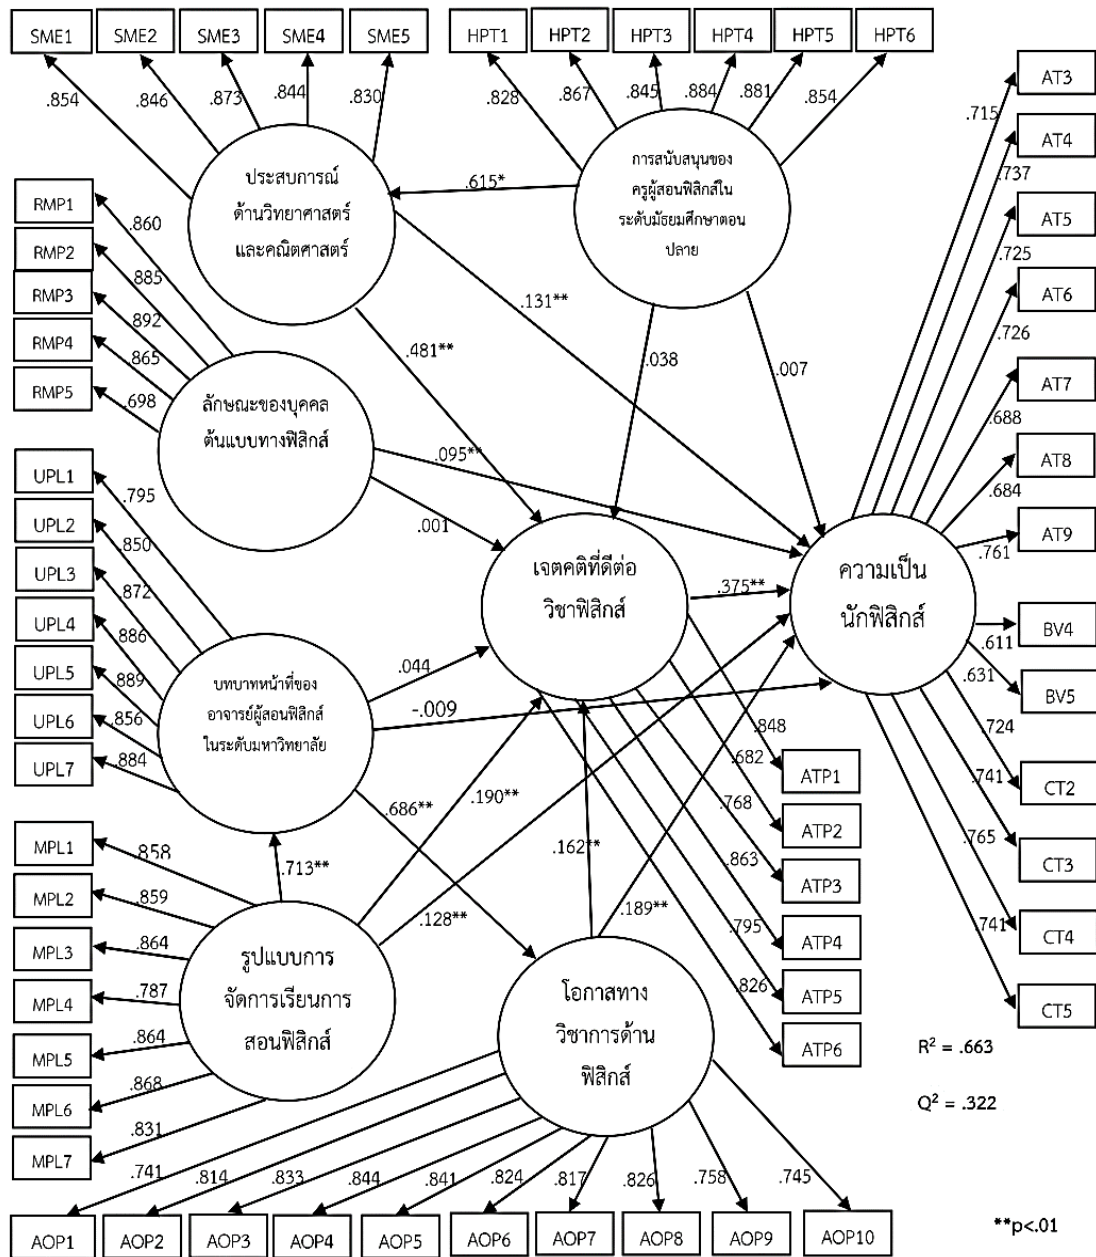 SME1 SME2 SME3 SME4 SME5 HPT1 HPT2 HPT3 HPT4 HPT5 HPT6
.854 .846 .873 .844 .830 .828 .867 .845 .884 .881 .854
ประสบการณ์
ด้านวิทยาศาสตร์
และคณิตศาสตร์
การสนับสนุนของ
ครูผู้สอนฟิสิกส์ใน
ระดับมัธยมศึกษาตอน
ปลาย
.615*
AT3
AT4
AT5
AT6
AT7
AT8
AT9
.715
.737
.725
.726
.688
.684
.761
RMP1
RMP2
RMP3
RMP4
RMP5
.860
.885
.892
.865
.698
ลักษณะของบุคคล
ต้นแบบทางฟิสิกส์
.131**
.481**
.038
.007
.095**
.001
UPL1
UPL2
UPL3
UPL4
UPL5
UPL6
UPL7
.795
.850
.872
.886
.889
.856
.884
บทบาทหน้าที่ของ
อาจารย์ผู้สอนฟิสิกส์
ในระดับมหาวิทยาลัย
เจตคติที่ดีต่อ
วิชาฟิสิกส์
.375**
ความเป็น
นักฟิสิกส์
.044
-.009
BV4
BV5
CT2
CT3
CT4
CT5
.611
.631
.724
.741
.765
.741
.848
.682
.768
.863
.795
.826
ATP1
ATP2
ATP3
ATP4
ATP5
ATP6
.686**
.190**
.162**
.713**
.128**
.189**
MPL1
MPL2
MPL3
MPL4
MPL5
MPL6
MPL7
.858
.859
.864
.787
.864
.868
.831
รูปแบบการ
จัดการเรียนการ
สอนฟิสิกส์
โอกาสทาง
วิชาการด้าน
ฟิสิกส์
R² = .663
Q² = .322
.741 .814 .833 .844 .841 .824 .817 .826 .758 .745
AOP1 AOP2 AOP3 AOP4 AOP5 AOP6 AOP7 AOP8 AOP9 AOP10
**p<.01